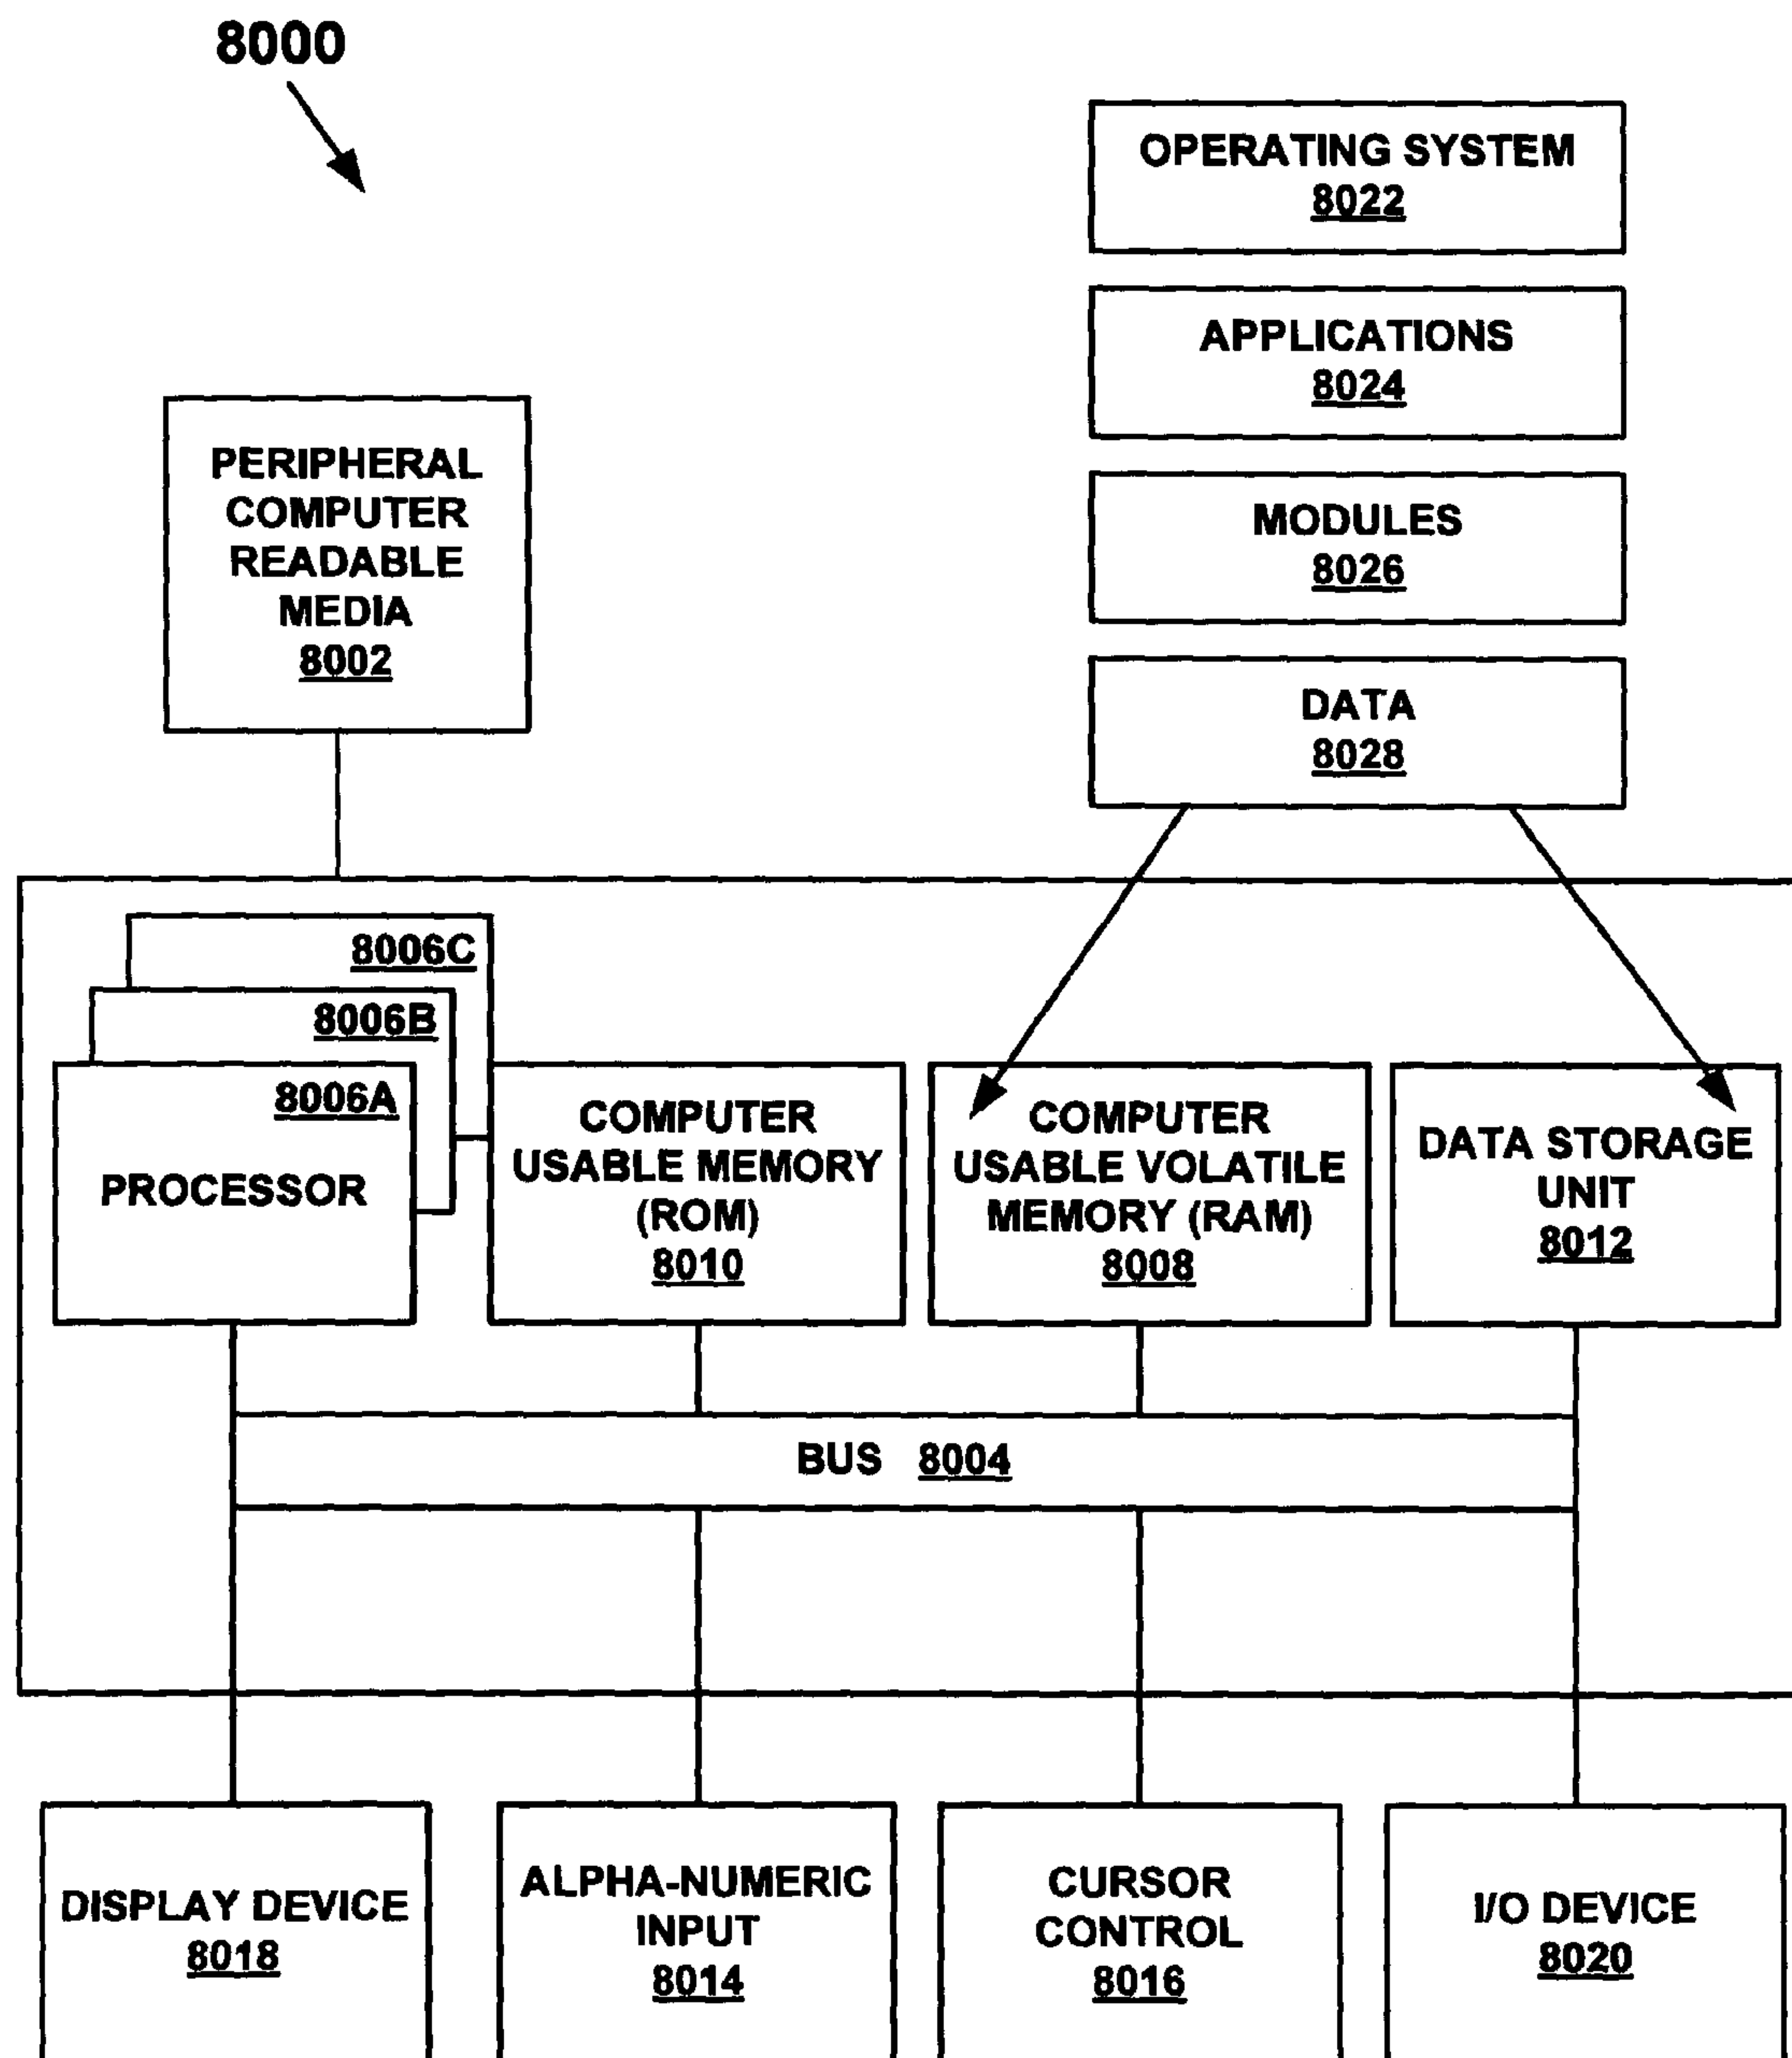 8000
OPERATING SYSTEM
8022
APPLICATIONS
8024
MODULES
8026
DATA
8028
PERIPHERAL
COMPUTER
READABLE
MEDIA
8002
8006C
8006B
8006A
PROCESSOR
COMPUTER
USABLE MEMORY
(ROM)
8010
COMPUTER
USABLE VOLATILE
MEMORY (RAM)
8008
DATA STORAGE
UNIT
8012
BUS 8004
DISPLAY DEVICE
8018
ALPHA-NUMERIC
INPUT
8014
CURSOR
CONTROL
8016
I/O DEVICE
8020